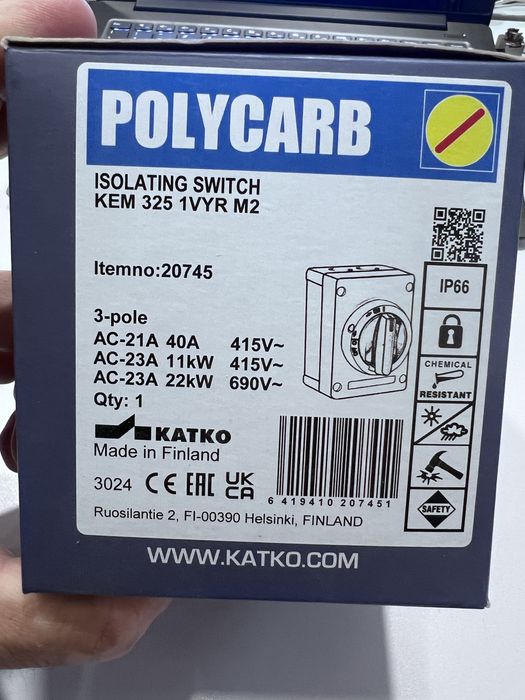 POLYCARB
ISOLATING SWITCH
KEM 325 1VYR M2
Itemno:20745
IP66
3-pole
AC-21A 40A 415V~
AC-23A 11kW 415V~
AC-23A 22kW 690V~
Qty: 1
CHEMICAL
RESISTANT
KATKO
Made in Finland
3024 CE EAC UKCA
6 419410 207451
SAFETY
Ruosilantie 2, FI-00390 Helsinki, FINLAND
WWW.KATKO.COM